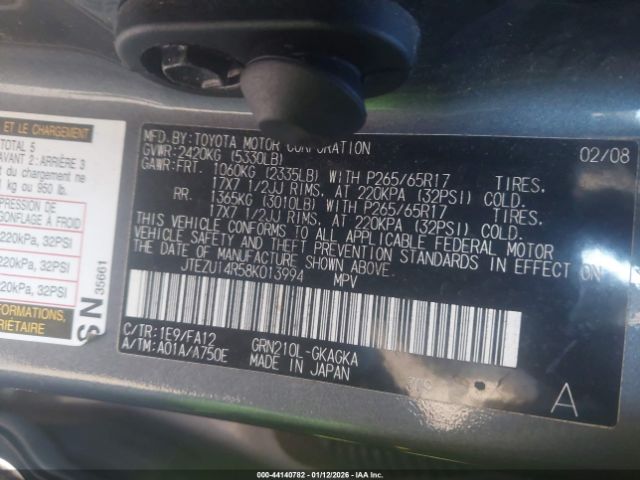 ET LE CHARGEMENT
TOTAL 5
AVANT 2: ARRIÈRE 3
du chargement ne
kg ou 950 lb.
PRESSION DE
GONFLAGE À FROID
220kPa, 32PSI
220kPa, 32PSI
220kPa, 32PSI
FORMATIONS,
RIÉTAIRE
SN 35661
MFD.BY:TOYOTA MOTOR CORPORATION 02/08
GVWR:2420KG (5330LB)
GAWR:FRT. 1060KG (2335LB) WITH P265/65R17 TIRES.
17X7 1/2JJ RIMS, AT 220KPA (32PSI) COLD.
RR. 1365KG (3010LB) WITH P265/65R17 TIRES.
17X7 1/2JJ RIMS, AT 220KPA (32PSI) COLD.
THIS VEHICLE CONFORMS TO ALL APPLICABLE FEDERAL MOTOR
VEHICLE SAFETY AND THEFT PREVENTION STANDARDS IN EFFECT ON
THE DATE OF MANUFACTURE SHOWN ABOVE.
JTEZU14R58K013994 MPV
C/TR:1E9/FA12 GRN210L-GKAGKA
A/TM:A01A/A750E MADE IN JAPAN
A
000-44140782 - 01/12/2026 - IAA Inc.